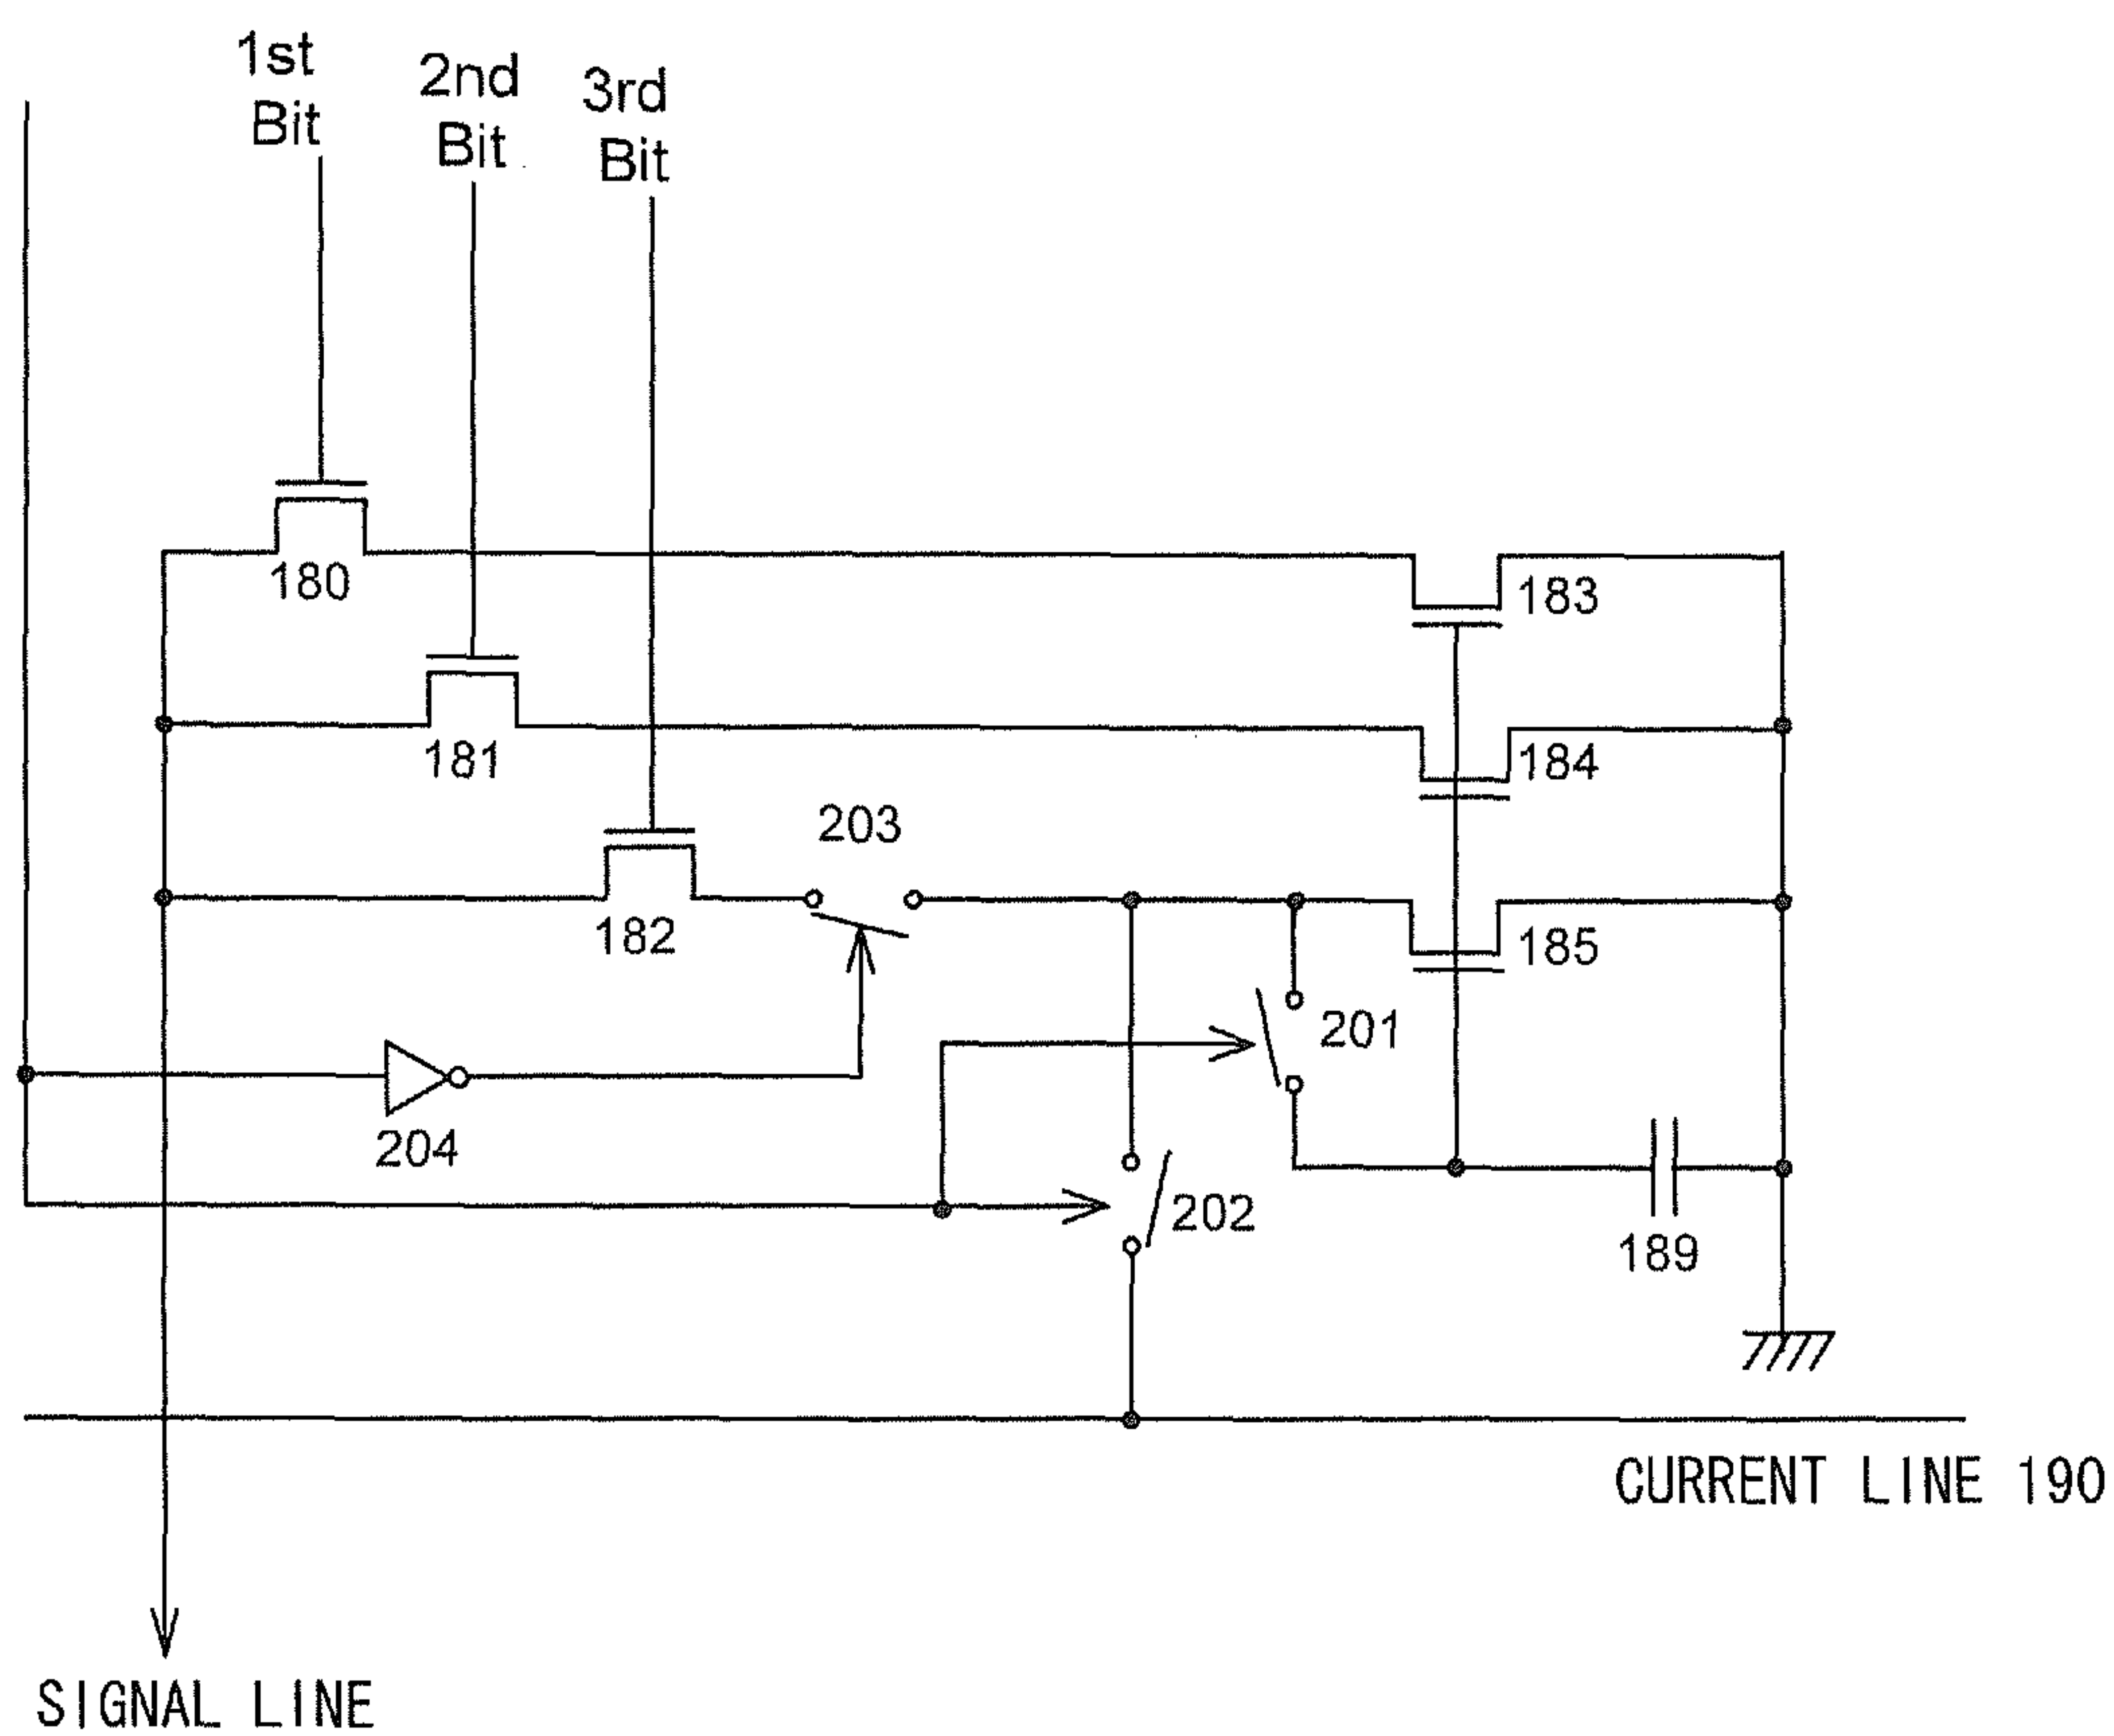 1st
Bit
2nd
Bit
3rd
Bit
180
183
181
184
203
182
185
201
204
202
189
CURRENT LINE 190
SIGNAL LINE